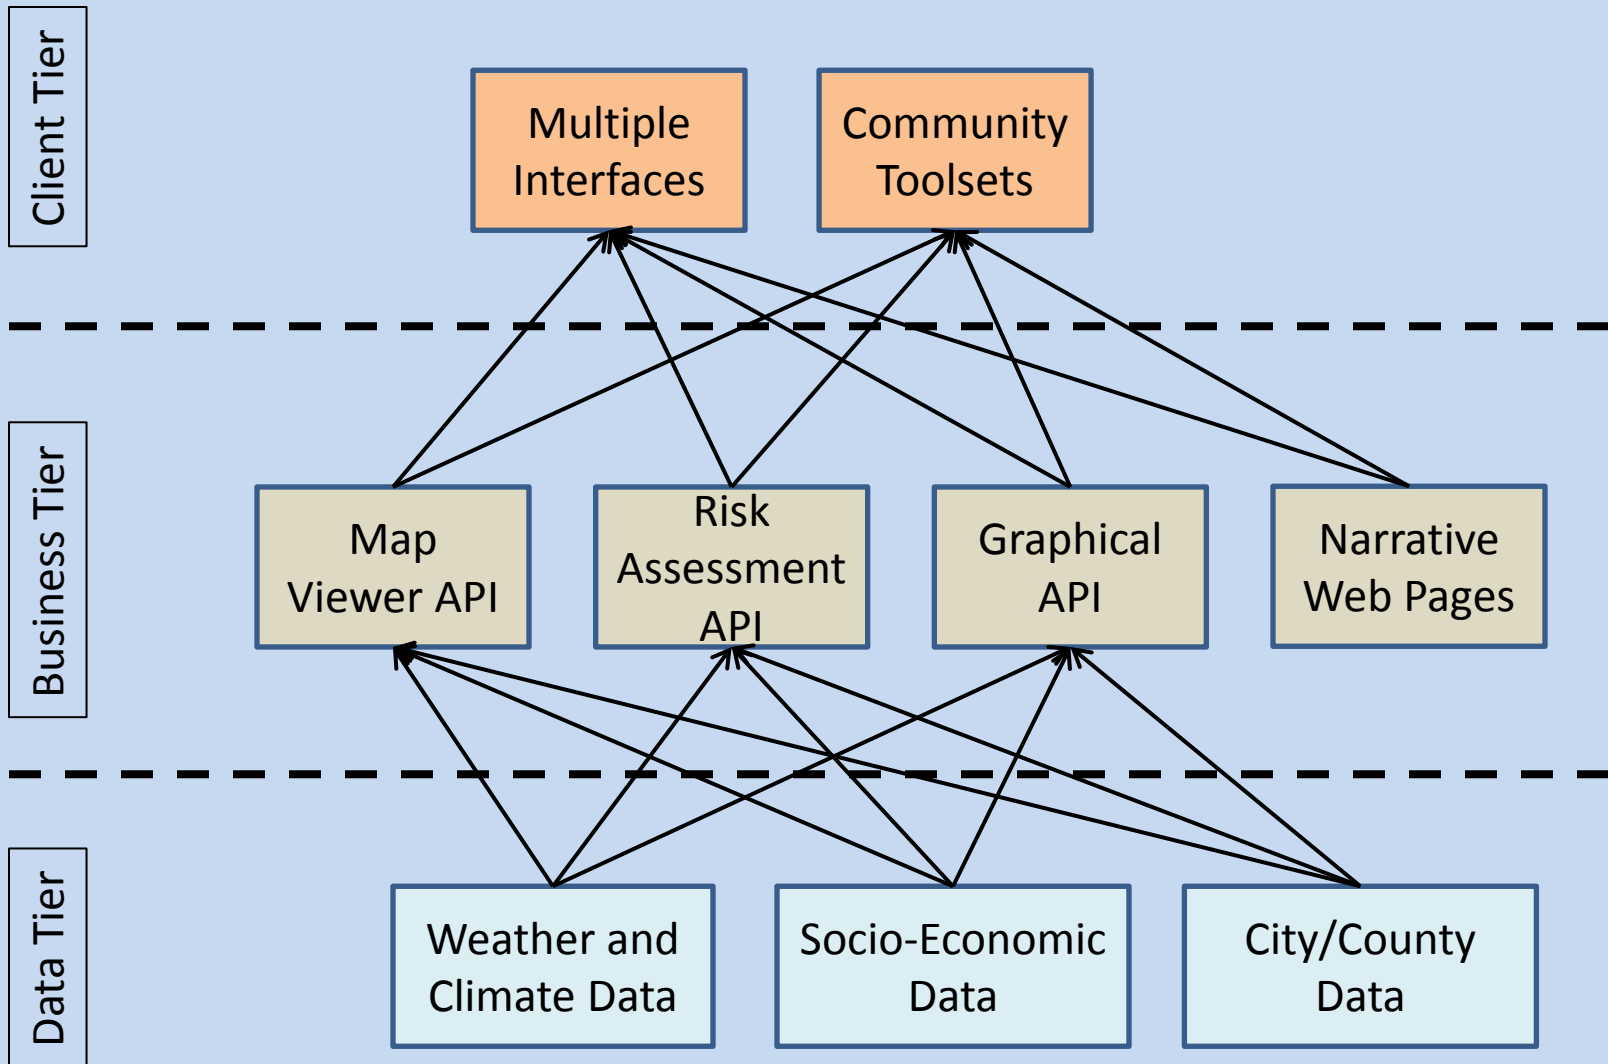 Client Tier
Multiple
Interfaces
Community
Toolsets
Business Tier
Map
Viewer API
Risk
Assessment
API
Graphical
API
Narrative
Web Pages
Data Tier
Weather and
Climate Data
Socio-Economic
Data
City/County
Data